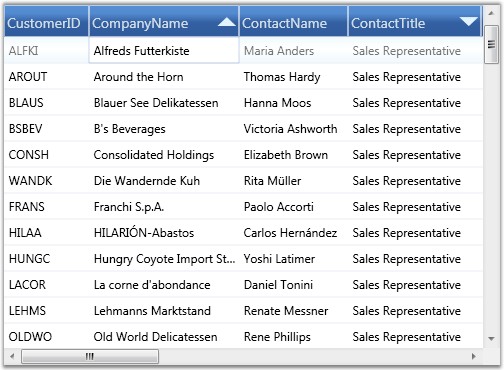 CustomerID CompanyName ContactName ContactTitle
ALFKI Alfreds Futterkiste Maria Anders Sales Representative
AROUT Around the Horn Thomas Hardy Sales Representative
BLAUS Blauer See Delikatessen Hanna Moos Sales Representative
BSBEV B's Beverages Victoria Ashworth Sales Representative
CONSH Consolidated Holdings Elizabeth Brown Sales Representative
WANDK Die Wandernde Kuh Rita Müller Sales Representative
FRANS Franchi S.p.A. Paolo Accorti Sales Representative
HILAA HILARIÓN-Abastos Carlos Hernández Sales Representative
HUNGC Hungry Coyote Import St... Yoshi Latimer Sales Representative
LACOR La corne d'abondance Daniel Tonini Sales Representative
LEHMS Lehmanns Marktstand Renate Messner Sales Representative
OLDWO Old World Delicatessen Rene Phillips Sales Representative